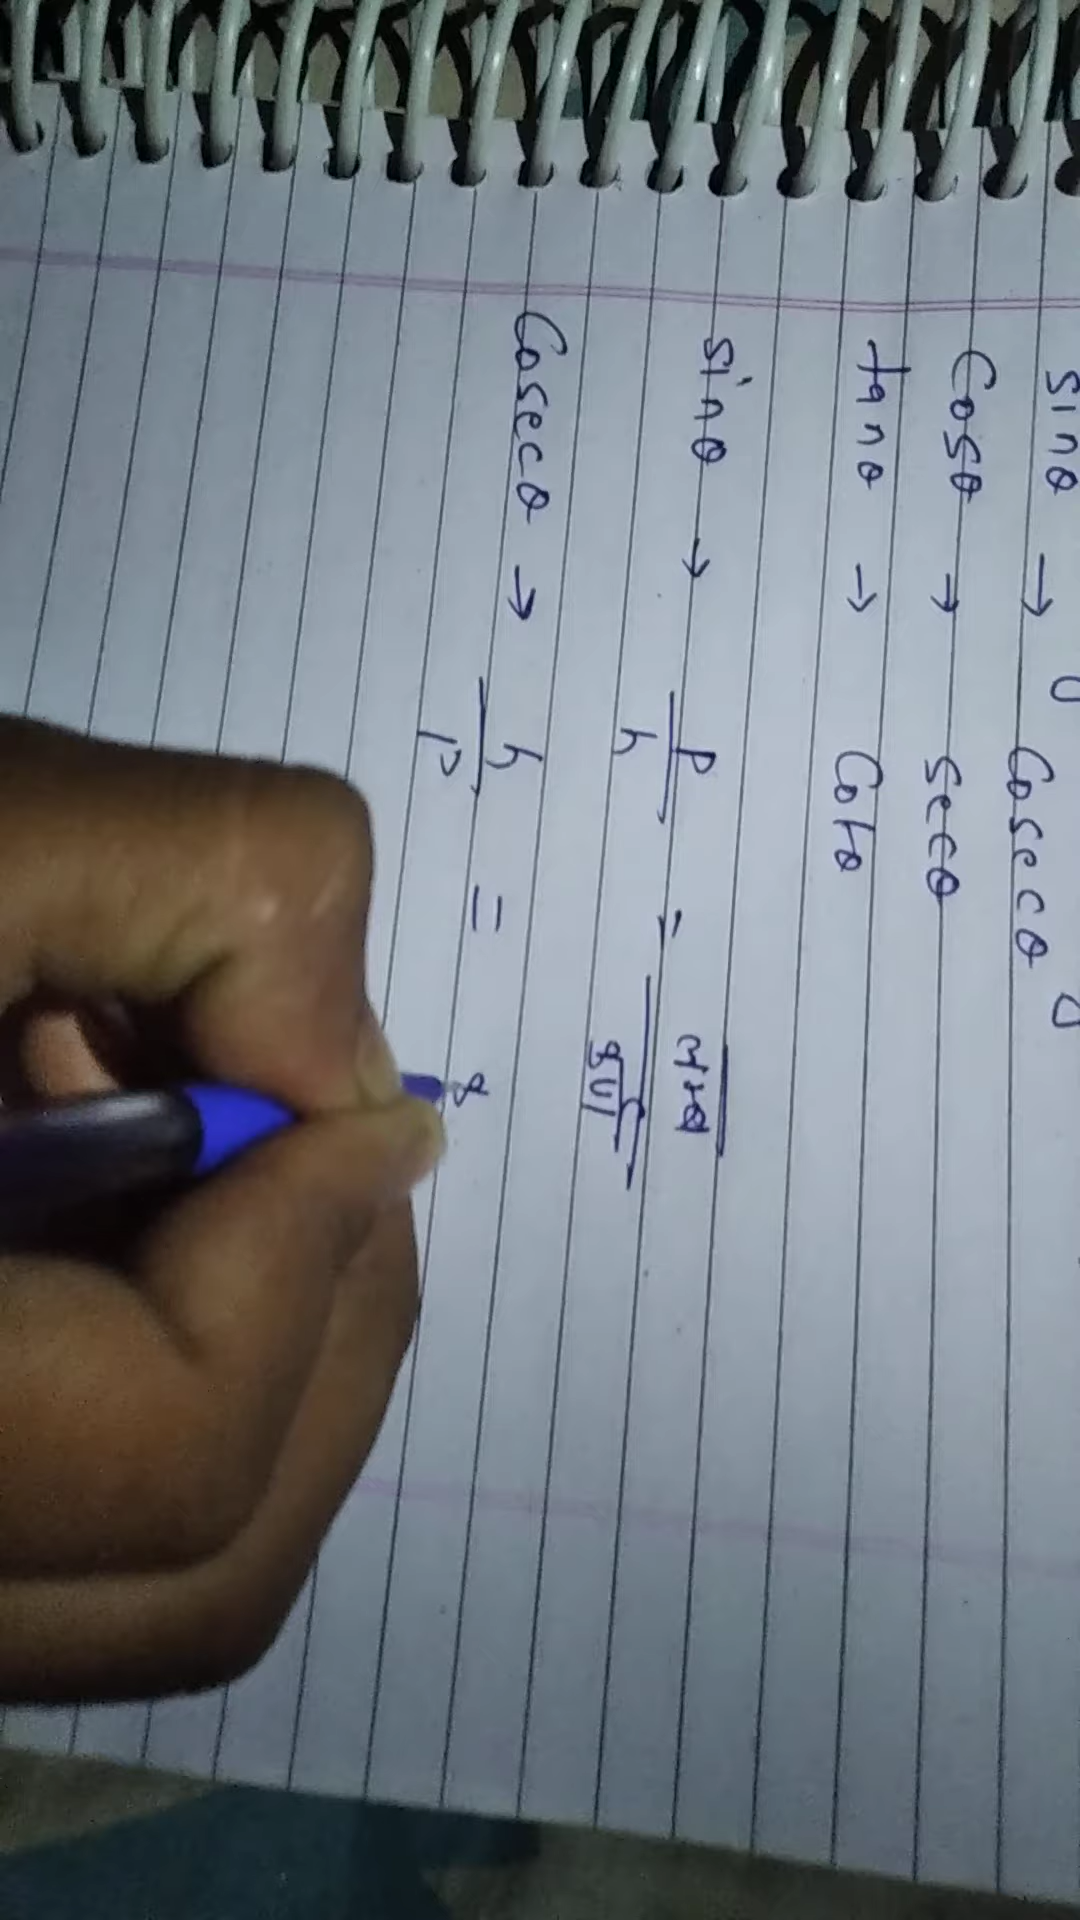 sinθ → Cosecθ
Cosθ → Secθ
tanθ → Cotθ
sinθ → p/h = लम्ब/कर्ण
Cosecθ → h/p =